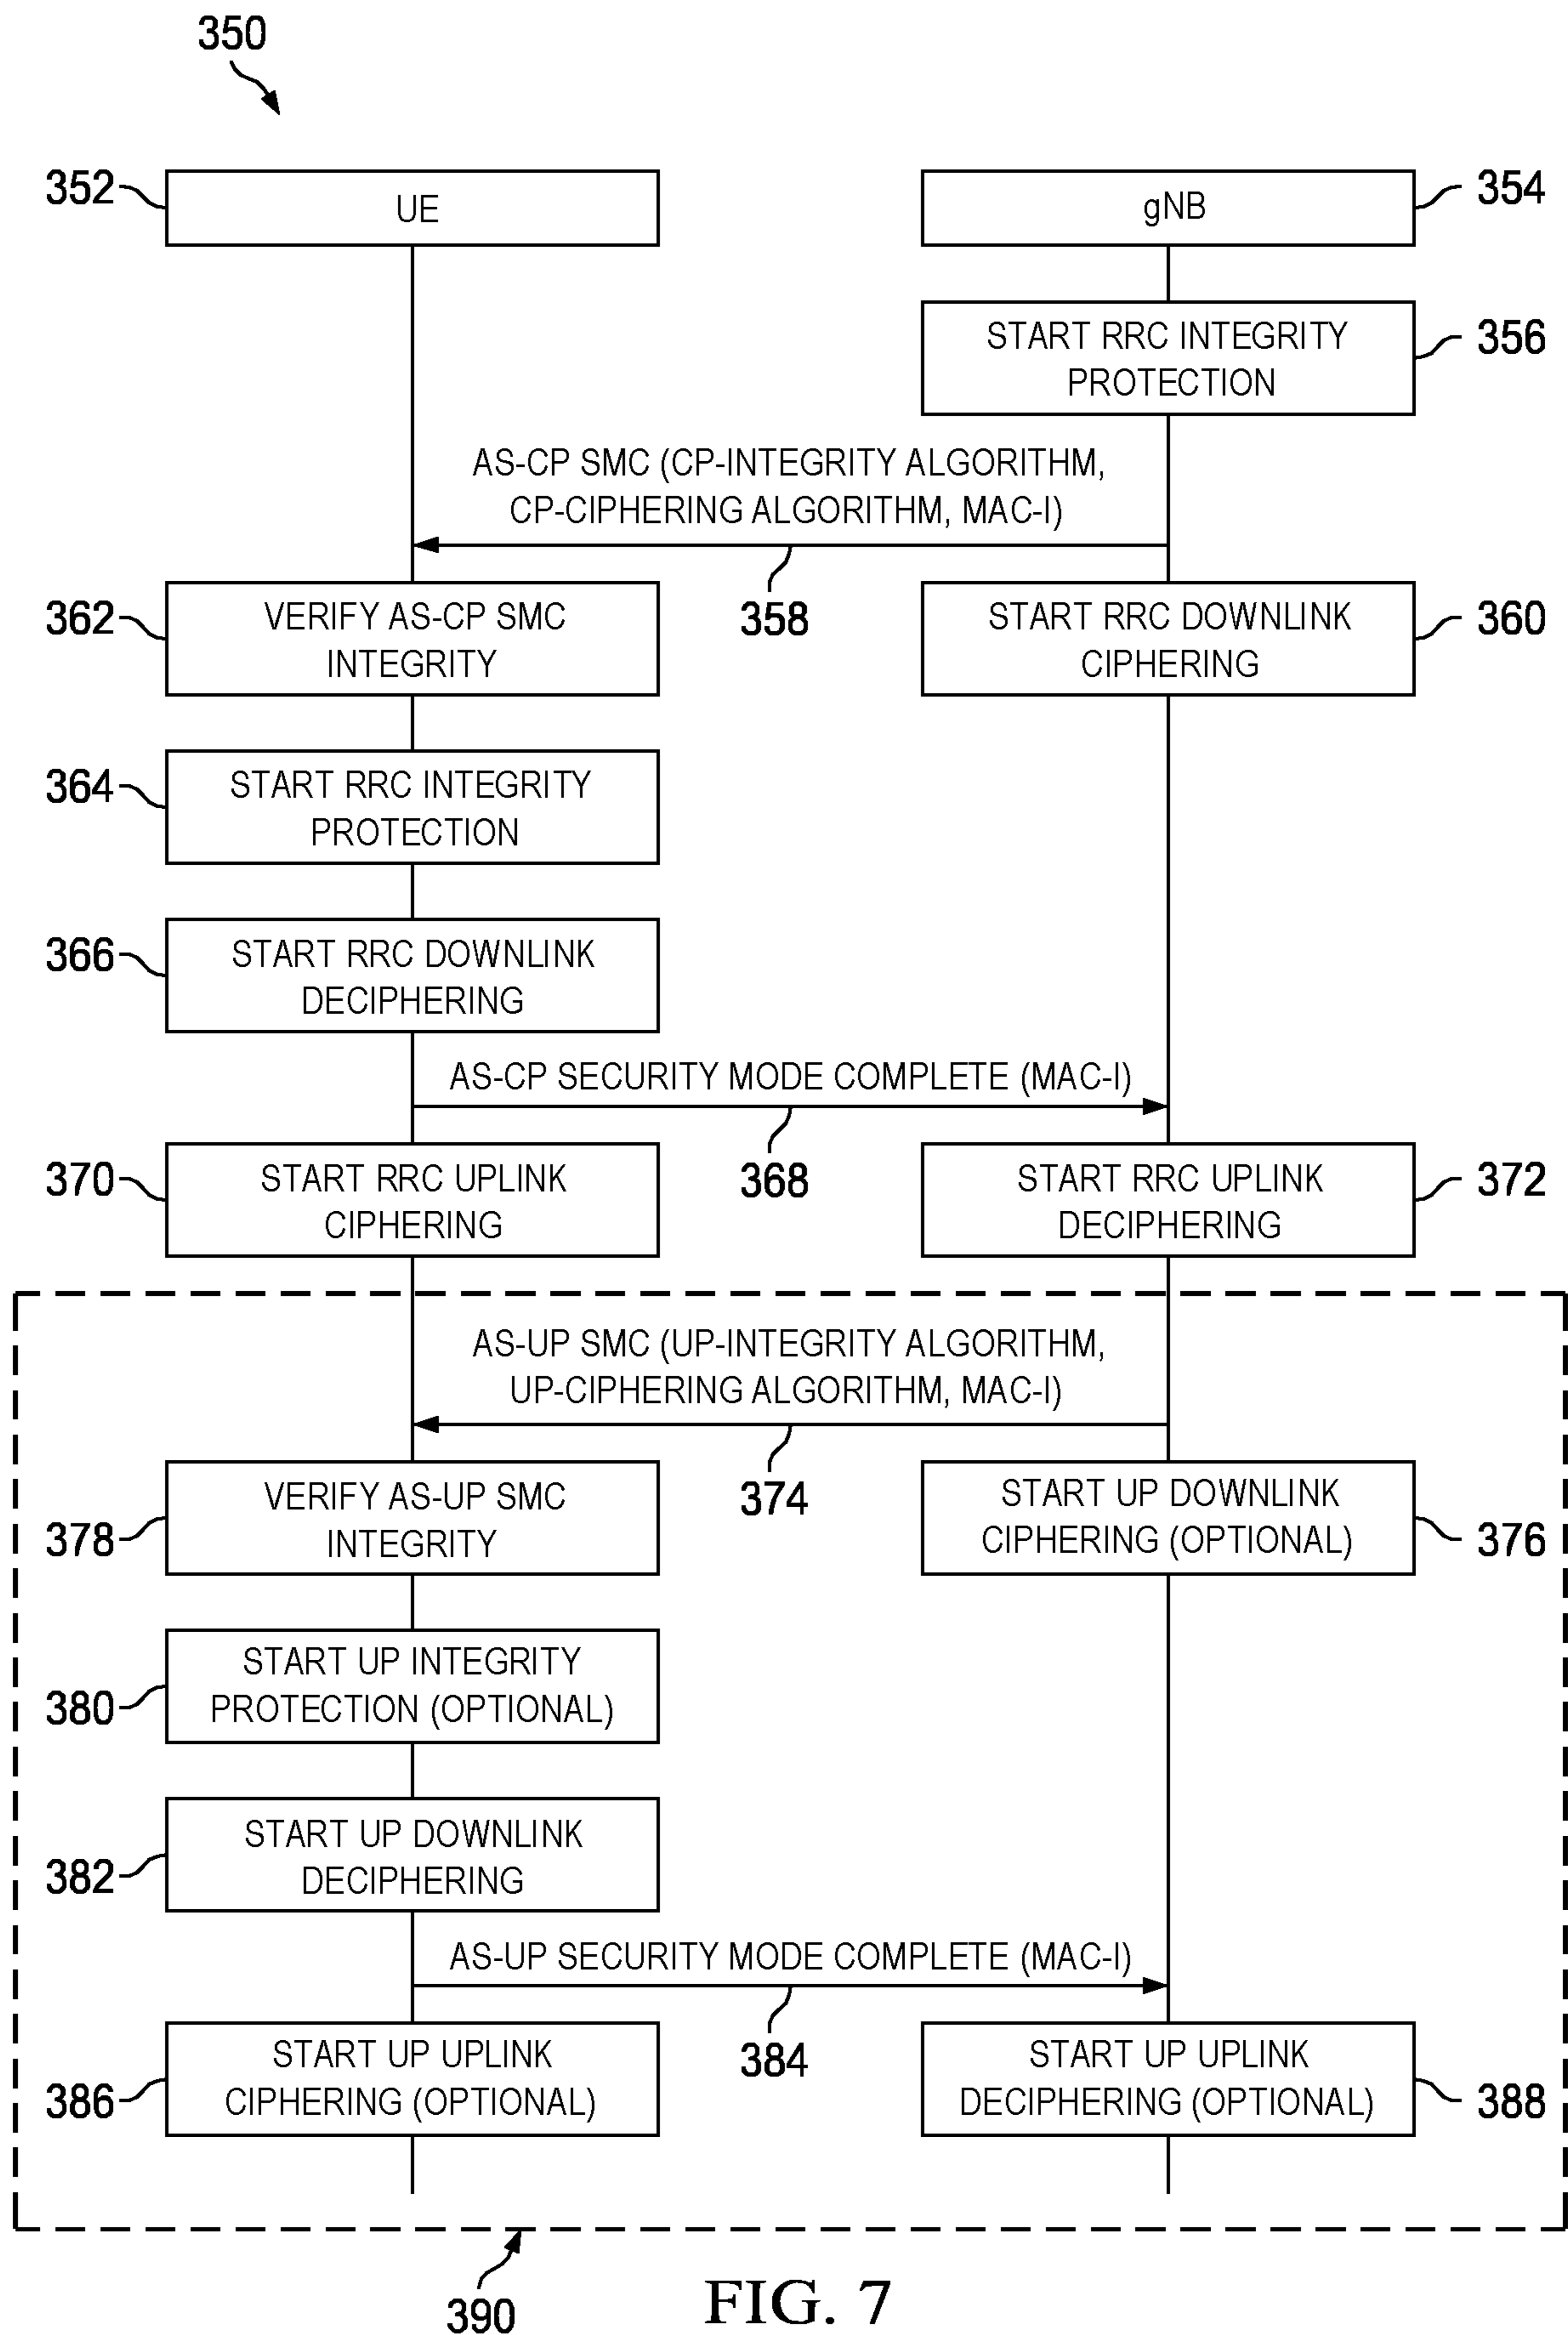 350
352
UE
gNB
354
START RRC INTEGRITY
PROTECTION
356
AS-CP SMC (CP-INTEGRITY ALGORITHM,
CP-CIPHERING ALGORITHM, MAC-I)
358
362
VERIFY AS-CP SMC
INTEGRITY
START RRC DOWNLINK
CIPHERING
360
364
START RRC INTEGRITY
PROTECTION
366
START RRC DOWNLINK
DECIPHERING
AS-CP SECURITY MODE COMPLETE (MAC-I)
368
370
START RRC UPLINK
CIPHERING
START RRC UPLINK
DECIPHERING
372
AS-UP SMC (UP-INTEGRITY ALGORITHM,
UP-CIPHERING ALGORITHM, MAC-I)
374
378
VERIFY AS-UP SMC
INTEGRITY
START UP DOWNLINK
CIPHERING (OPTIONAL)
376
380
START UP INTEGRITY
PROTECTION (OPTIONAL)
382
START UP DOWNLINK
DECIPHERING
AS-UP SECURITY MODE COMPLETE (MAC-I)
384
386
START UP UPLINK
CIPHERING (OPTIONAL)
START UP UPLINK
DECIPHERING (OPTIONAL)
388
390
FIG. 7